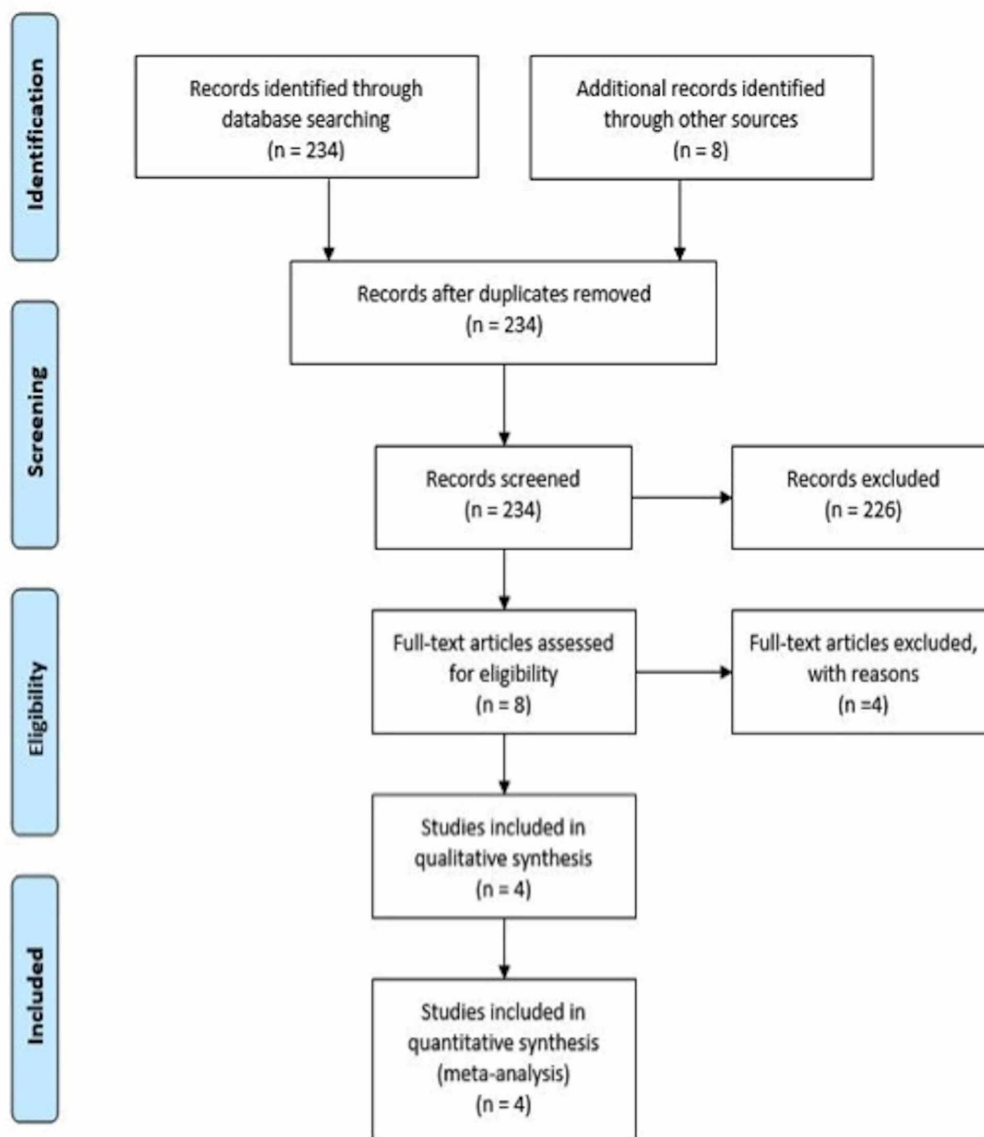 Identification
Records identified through
database searching
(n = 234)
Additional records identified
through other sources
(n = 8)
Records after duplicates removed
(n = 234)
Screening
Records screened
(n = 234)
Records excluded
(n = 226)
Eligibility
Full-text articles assessed
for eligibility
(n = 8)
Full-text articles excluded,
with reasons
(n =4)
Studies included in
qualitative synthesis
(n = 4)
Included
Studies included in
quantitative synthesis
(meta-analysis)
(n = 4)